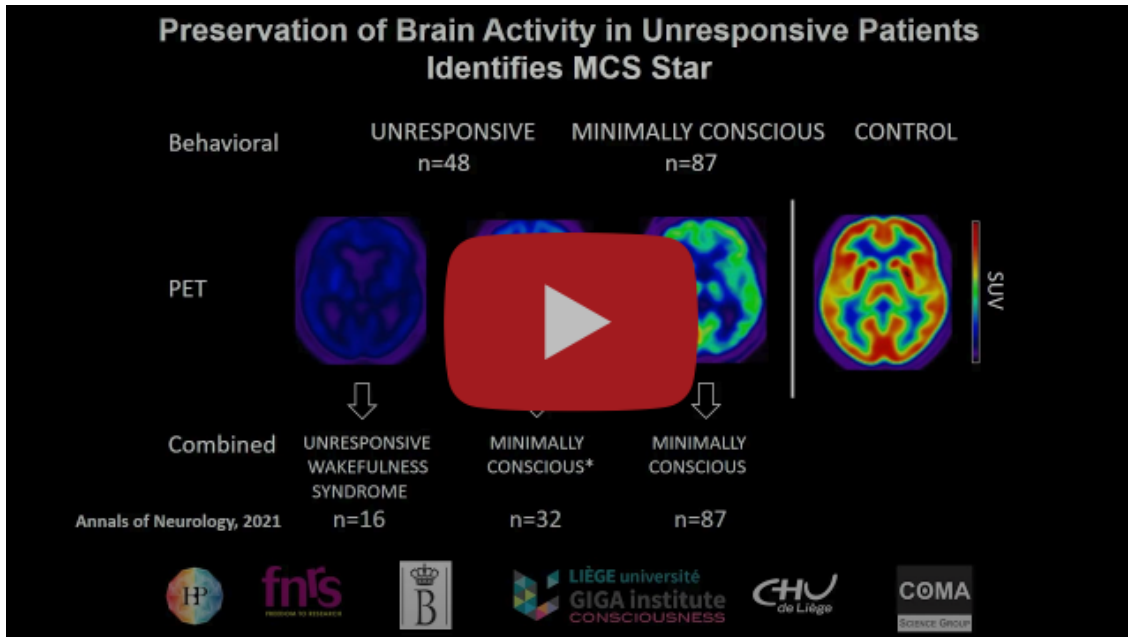 Preservation of Brain Activity in Unresponsive Patients
Identifies MCS Star
Behavioral
UNRESPONSIVE
n=48
MINIMALLY CONSCIOUS
n=87
CONTROL
PET
SUV
Combined
UNRESPONSIVE
WAKEFULNESS
SYNDROME
MINIMALLY
CONSCIOUS*
MINIMALLY
CONSCIOUS
Annals of Neurology, 2021
n=16
n=32
n=87
HP
fnrs
FREEDOM TO RESEARCH
B
LIÈGE université
GIGA institute
CONSCIOUSNESS
CHU
de Liège
COMA
SCIENCE GROUP